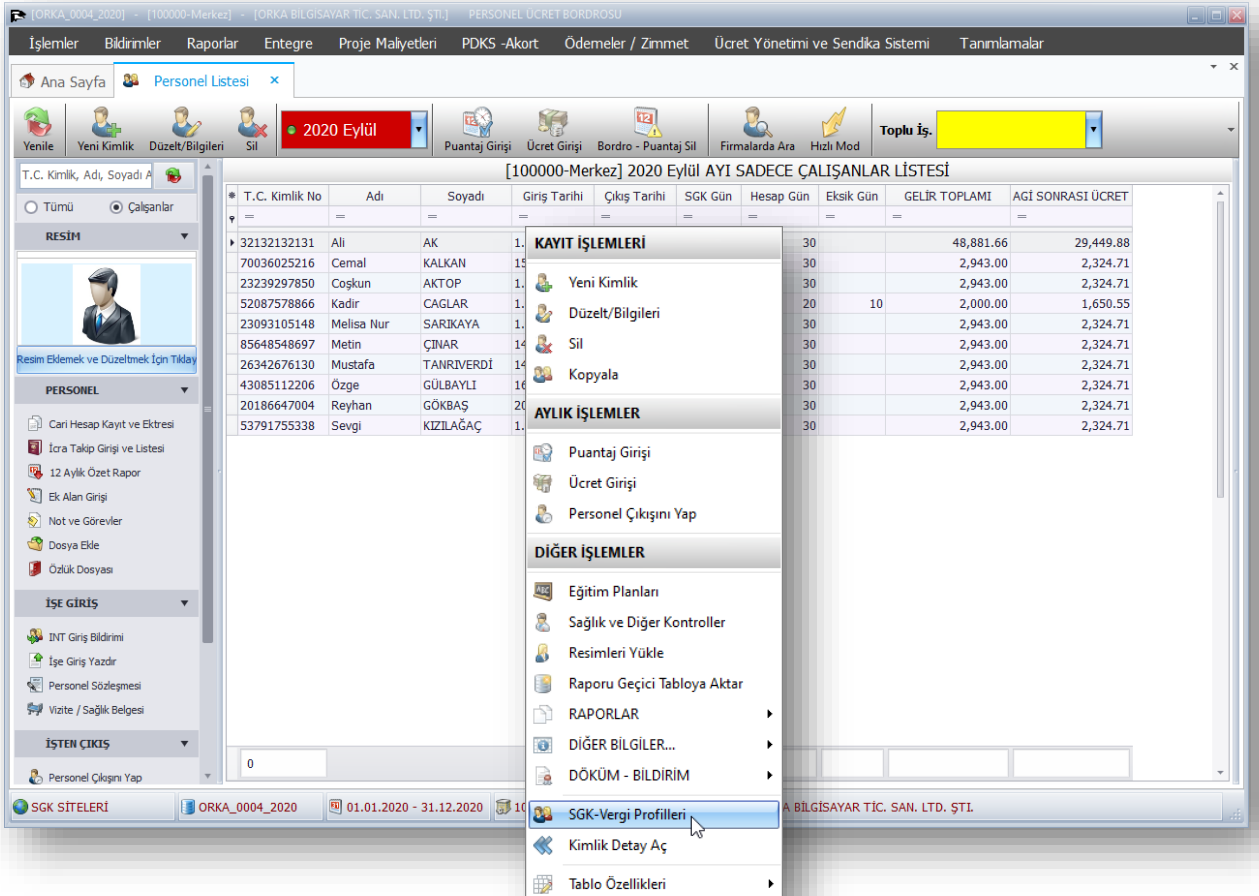 [ORKA_0004_2020] - [100000-Merkez] - [ORKA BİLGİSAYAR TİC. SAN. LTD. ŞTİ.] PERSONEL ÜCRET BORDROSU
İşlemler Bildirimler Raporlar Entegre Proje Maliyetleri PDKS -Akort Ödemeler / Zimmet Ücret Yönetimi ve Sendika Sistemi Tanımlamalar
Ana Sayfa Personel Listesi ×
Yenile Yeni Kimlik Düzelt/Bilgileri Sil 2020 Eylül Puantaj Girişi Ücret Girişi Bordro - Puantaj Sil Firmalarda Ara Hızlı Mod Toplu İş.
T.C. Kimlik, Adı, Soyadı A
Tümü Çalışanlar
RESİM
Resim Eklemek ve Düzeltmek İçin Tıklay
PERSONEL
Cari Hesap Kayıt ve Ektresi
İcra Takip Girişi ve Listesi
12 Aylık Özet Rapor
Ek Alan Girişi
Not ve Görevler
Dosya Ekle
Özlük Dosyası
İŞE GİRİŞ
INT Giriş Bildirimi
İşe Giriş Yazdır
Personel Sözleşmesi
Vizite / Sağlık Belgesi
İŞTEN ÇIKIŞ
Personel Çıkışını Yap
[100000-Merkez] 2020 Eylül AYI SADECE ÇALIŞANLAR LİSTESİ
T.C. Kimlik No Adı Soyadı Giriş Tarihi Çıkış Tarihi SGK Gün Hesap Gün Eksik Gün GELİR TOPLAMI AGİ SONRASI ÜCRET
= = = = = = = = = =
32132132131 Ali AK 1. 30 48,881.66 29,449.88
70036025216 Cemal KALKAN 15 30 2,943.00 2,324.71
23239297850 Coşkun AKTOP 1. 30 2,943.00 2,324.71
52087578866 Kadir CAGLAR 1. 20 10 2,000.00 1,650.55
23093105148 Melisa Nur SARIKAYA 1. 30 2,943.00 2,324.71
85648548697 Metin ÇINAR 14 30 2,943.00 2,324.71
26342676130 Mustafa TANRIVERDİ 14 30 2,943.00 2,324.71
43085112206 Özge GÜLBAYLI 16 30 2,943.00 2,324.71
20186647004 Reyhan GÖKBAŞ 20 30 2,943.00 2,324.71
53791755338 Sevgi KIZILAĞAÇ 1. 30 2,943.00 2,324.71
0
KAYIT İŞLEMLERİ
Yeni Kimlik
Düzelt/Bilgileri
Sil
Kopyala
AYLIK İŞLEMLER
Puantaj Girişi
Ücret Girişi
Personel Çıkışını Yap
DİĞER İŞLEMLER
Eğitim Planları
Sağlık ve Diğer Kontroller
Resimleri Yükle
Raporu Geçici Tabloya Aktar
RAPORLAR
DİĞER BİLGİLER...
DÖKÜM - BİLDİRİM
SGK-Vergi Profilleri
Kimlik Detay Aç
Tablo Özellikleri
SGK SİTELERİ ORKA_0004_2020 01.01.2020 - 31.12.2020 10 A BİLGİSAYAR TİC. SAN. LTD. ŞTİ.